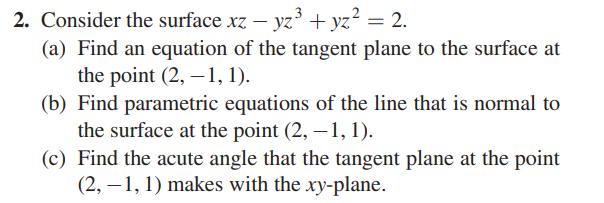 2. Consider the surface xz − yz³ + yz² = 2.
(a) Find an equation of the tangent plane to the surface at
the point (2, −1, 1).
(b) Find parametric equations of the line that is normal to
the surface at the point (2, −1, 1).
(c) Find the acute angle that the tangent plane at the point
(2, −1, 1) makes with the xy-plane.